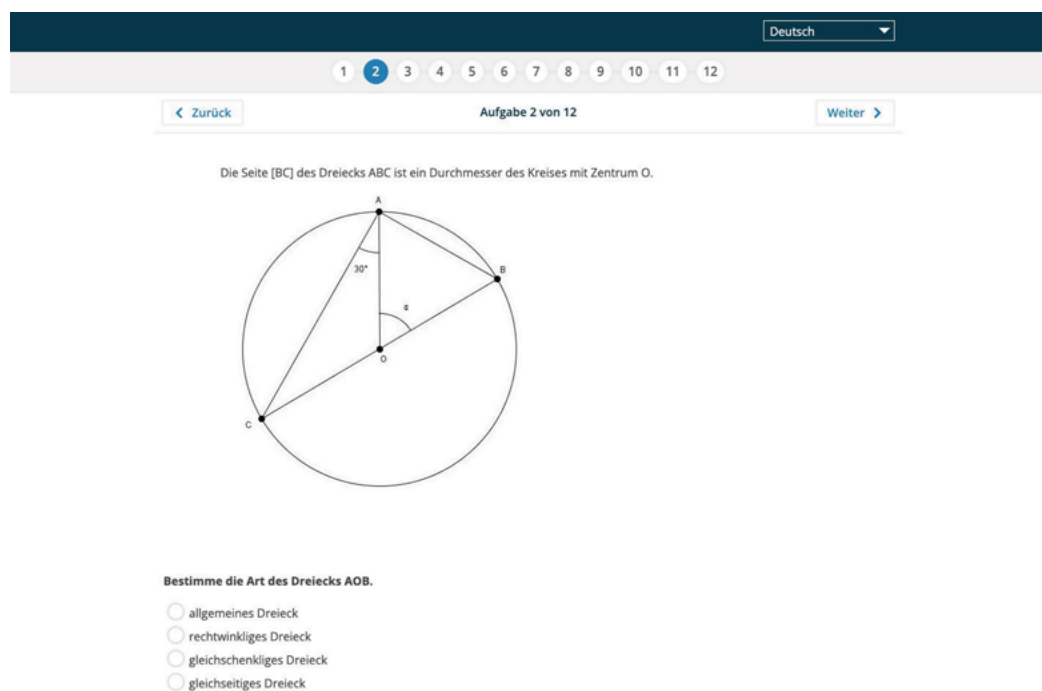 Deutsch
1 2 3 4 5 6 7 8 9 10 11 12
Zurück Aufgabe 2 von 12 Weiter
Die Seite [BC] des Dreiecks ABC ist ein Durchmesser des Kreises mit Zentrum O.
A
30°
B
α
O
C
Bestimme die Art des Dreiecks AOB.
allgemeines Dreieck
rechtwinkliges Dreieck
gleichschenkliges Dreieck
gleichseitiges Dreieck